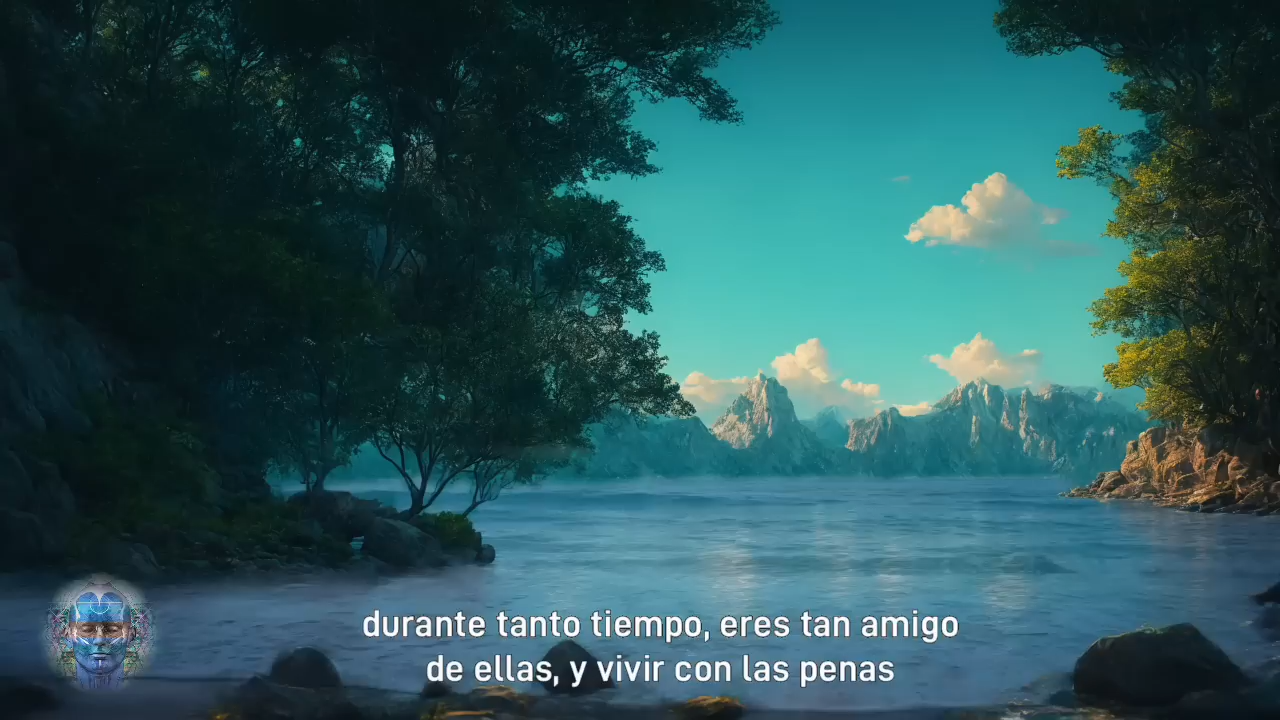 durante tanto tiempo, eres tan amigo
de ellas, y vivir con las penas